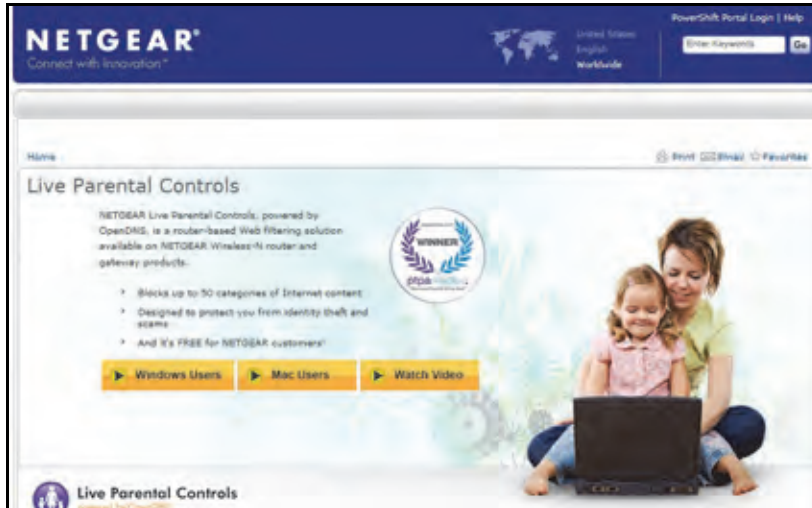 PowerShift Portal Login | Help
NETGEAR®
Connect with Innovation™
United States
English
Worldwide
Enter Keywords
Go
Home
Print Email Favorites
Live Parental Controls
NETGEAR Live Parental Controls, powered by
OpenDNS, is a router-based Web filtering solution
available on NETGEAR Wireless-N router and
gateway products.
Blocks up to 50 categories of Internet content
Designed to protect you from identity theft and
scams
And it's FREE for NETGEAR customers!
WINNER
ptpa media
Windows Users
Mac Users
Watch Video
Live Parental Controls